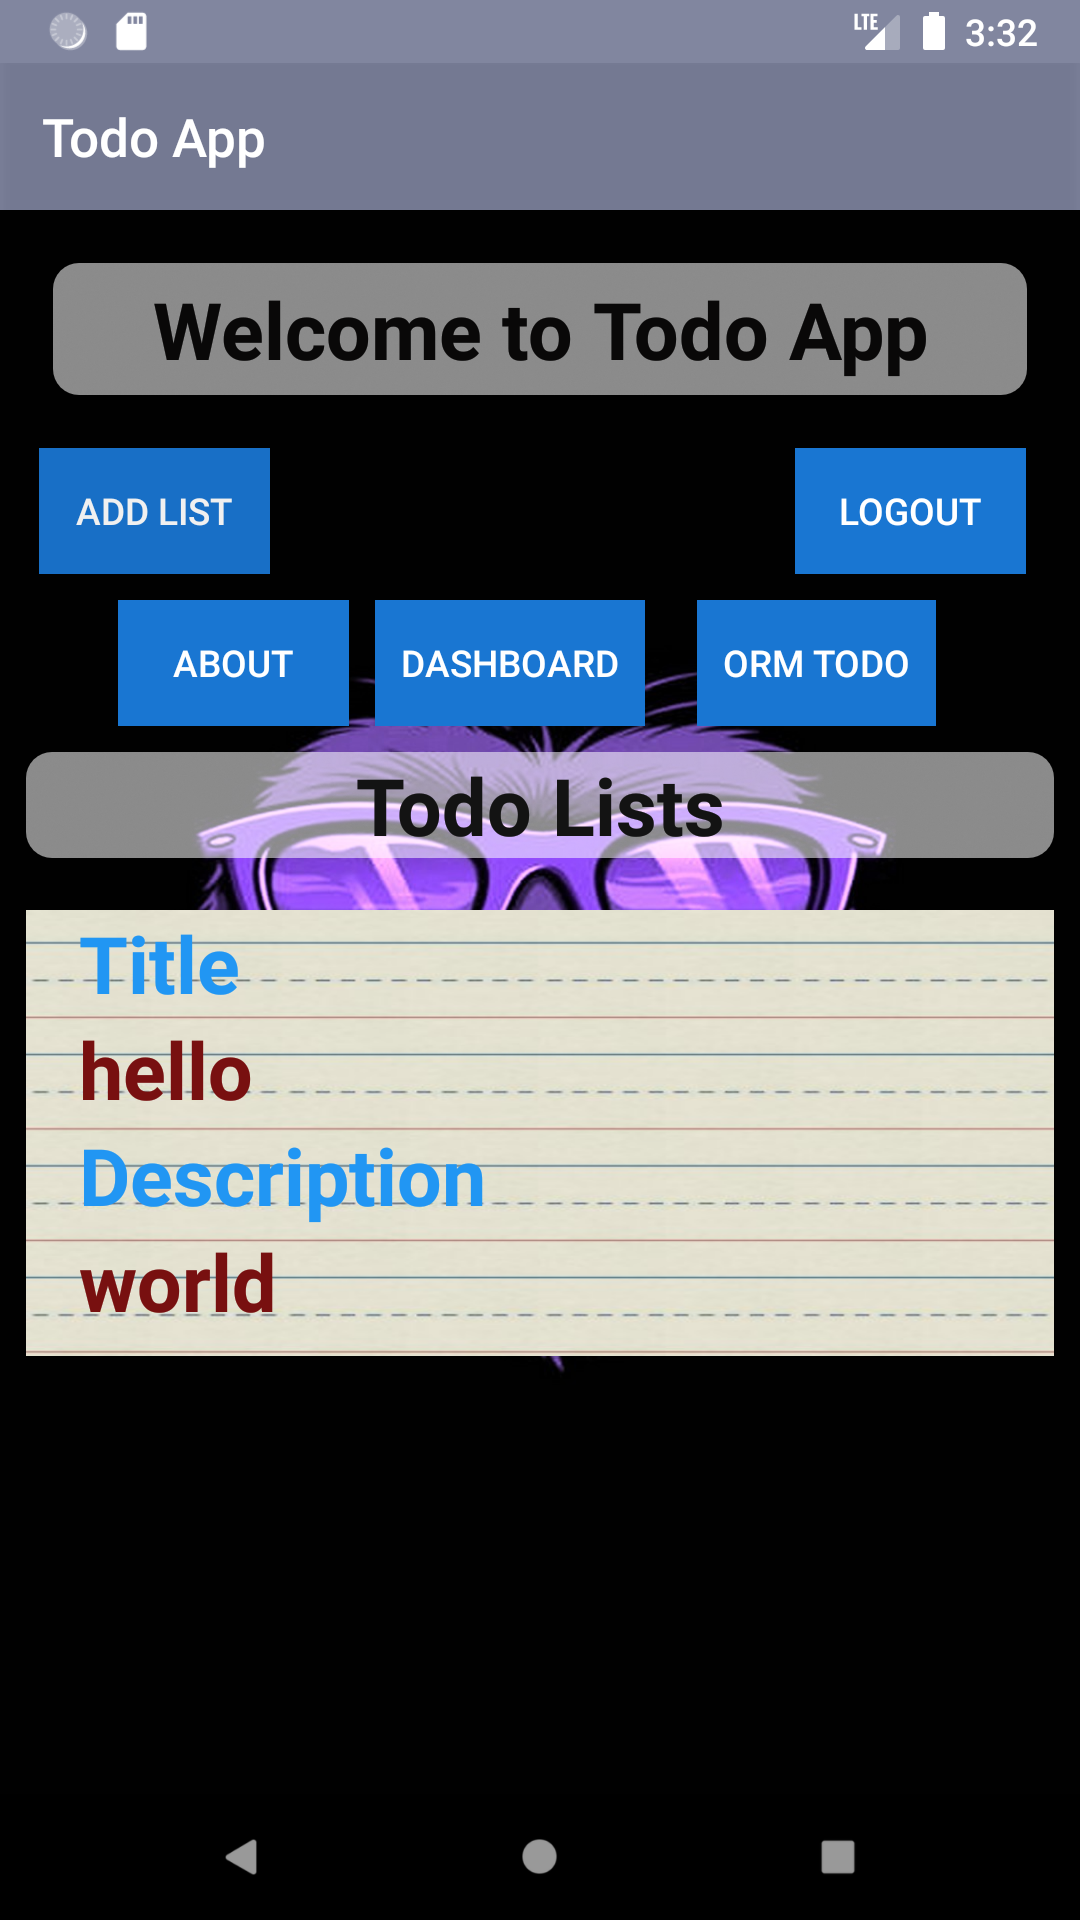 LTE 3:32
Todo App
Welcome to Todo App
ADD LIST LOGOUT
ABOUT DASHBOARD ORM TODO
Todo Lists
Title
hello
Description
world